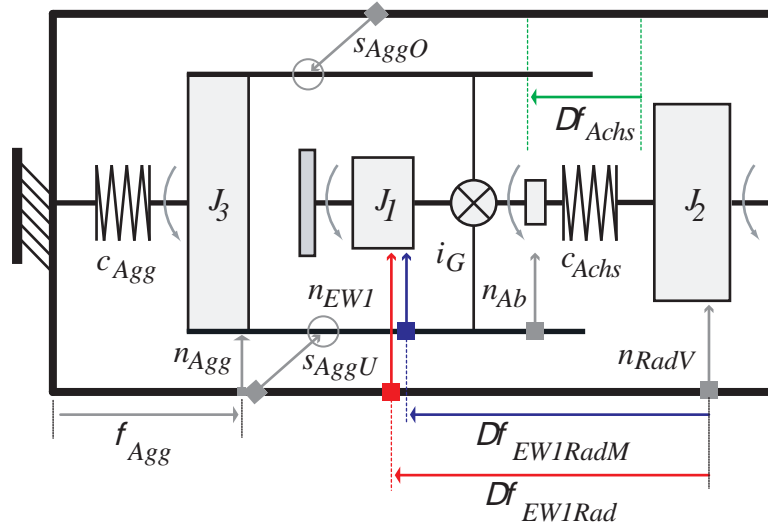 s_AggO
Df_Achs
J_3
J_1
J_2
c_Agg
i_G
c_Achs
n_EW1
n_Ab
n_Agg
s_AggU
n_RadV
f_Agg
Df_EW1RadM
Df_EW1Rad